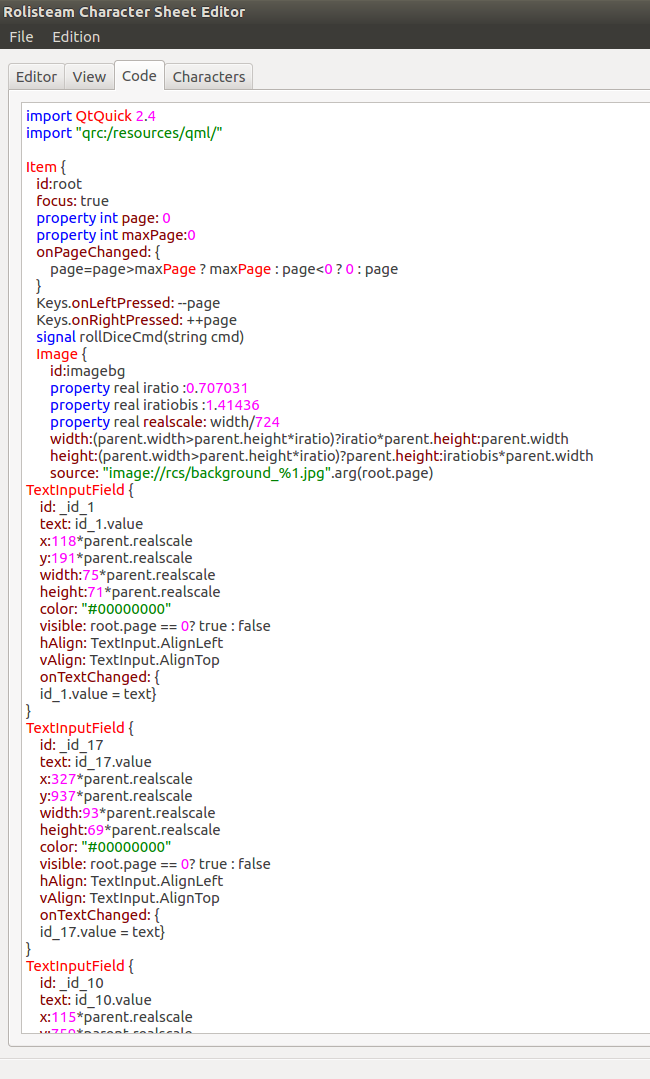 Rolisteam Character Sheet Editor
File Edition
Editor View Code Characters
import QtQuick 2.4
import "qrc:/resources/qml/"
Item {
id:root
focus: true
property int page: 0
property int maxPage:0
onPageChanged: {
page=page>maxPage ? maxPage : page<0 ? 0 : page
}
Keys.onLeftPressed: --page
Keys.onRightPressed: ++page
signal rollDiceCmd(string cmd)
Image {
id:imagebg
property real iratio :0.707031
property real iratiobis :1.41436
property real realscale: width/724
width:(parent.width>parent.height*iratio)?iratio*parent.height:parent.width
height:(parent.width>parent.height*iratio)?parent.height:iratiobis*parent.width
source: "image://rcs/background_%1.jpg".arg(root.page)
TextInputField {
id: _id_1
text: id_1.value
x:118*parent.realscale
y:191*parent.realscale
width:75*parent.realscale
height:71*parent.realscale
color: "#00000000"
visible: root.page == 0? true : false
hAlign: TextInput.AlignLeft
vAlign: TextInput.AlignTop
onTextChanged: {
id_1.value = text}
}
TextInputField {
id: _id_17
text: id_17.value
x:327*parent.realscale
y:937*parent.realscale
width:93*parent.realscale
height:69*parent.realscale
color: "#00000000"
visible: root.page == 0? true : false
hAlign: TextInput.AlignLeft
vAlign: TextInput.AlignTop
onTextChanged: {
id_17.value = text}
}
TextInputField {
id: _id_10
text: id_10.value
x:115*parent.realscale